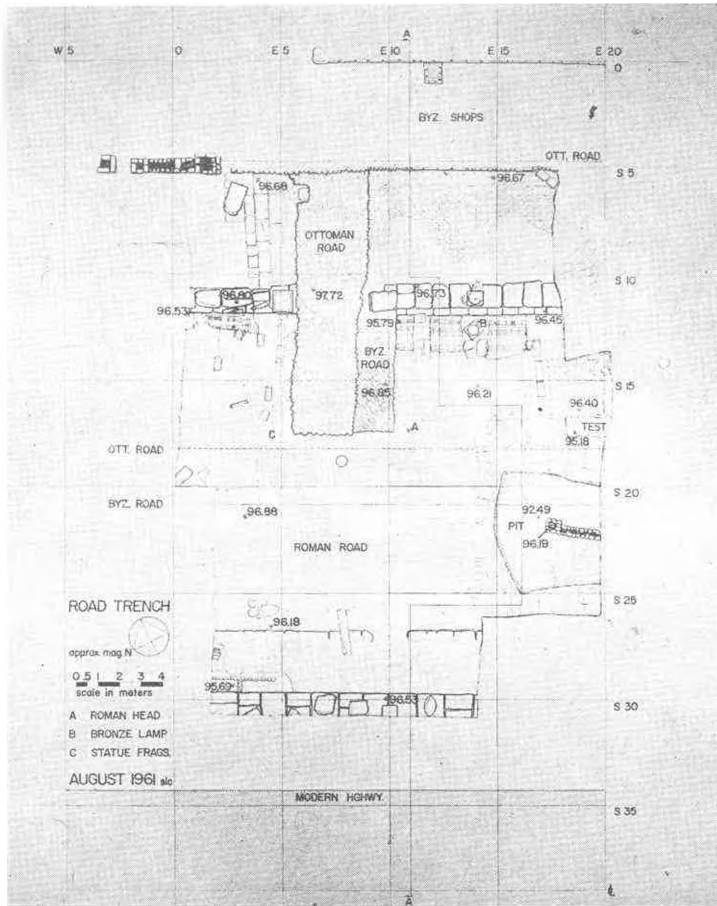 A
W 5 O E 5 E 10 E 15 E 20
O
BYZ. SHOPS
OTT. ROAD
S 5
96.68
96.67
OTTOMAN
ROAD
S 10
96.80
97.72
96.73
96.53
95.79
B
96.45
BYZ.
ROAD
S 15
96.85
96.21
96.40
TEST
C
A
95.18
OTT. ROAD
BYZ. ROAD
S 20
96.88
92.49
PIT
96.19
ROMAN ROAD
S 25
ROAD TRENCH
96.18
approx. mag. N
0 .5 1 2 3 4
scale in meters
95.69
96.53
S 30
A ROMAN HEAD
B BRONZE LAMP
C STATUE FRAGS.
AUGUST 1961 slc
MODERN HGHWY.
S 35
A